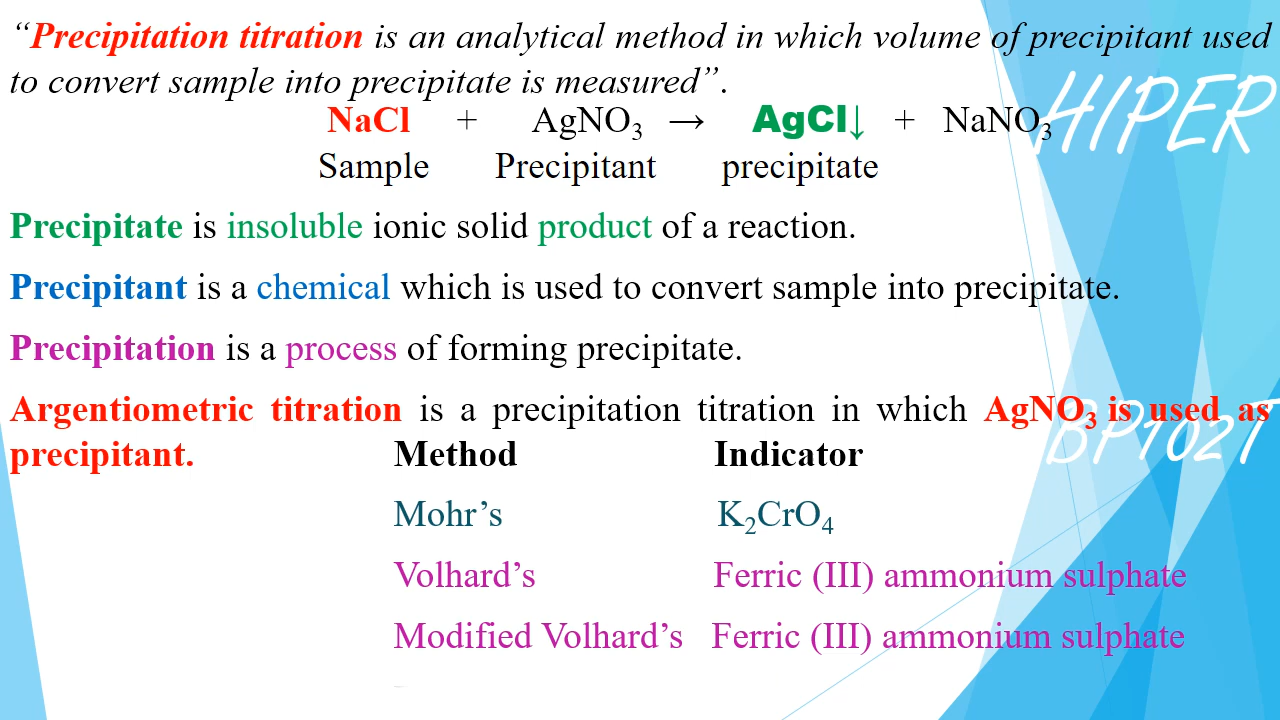 “Precipitation titration is an analytical method in which volume of precipitant used
to convert sample into precipitate is measured”.
NaCl + AgNO₃ → AgCl↓ + NaNO₃
Sample Precipitant precipitate
HIPER
Precipitate is insoluble ionic solid product of a reaction.
Precipitant is a chemical which is used to convert sample into precipitate.
Precipitation is a process of forming precipitate.
Argentiometric titration is a precipitation titration in which AgNO₃ is used as
precipitant.
BP102T
Method Indicator
Mohr’s K₂CrO₄
Volhard’s Ferric (III) ammonium sulphate
Modified Volhard’s Ferric (III) ammonium sulphate